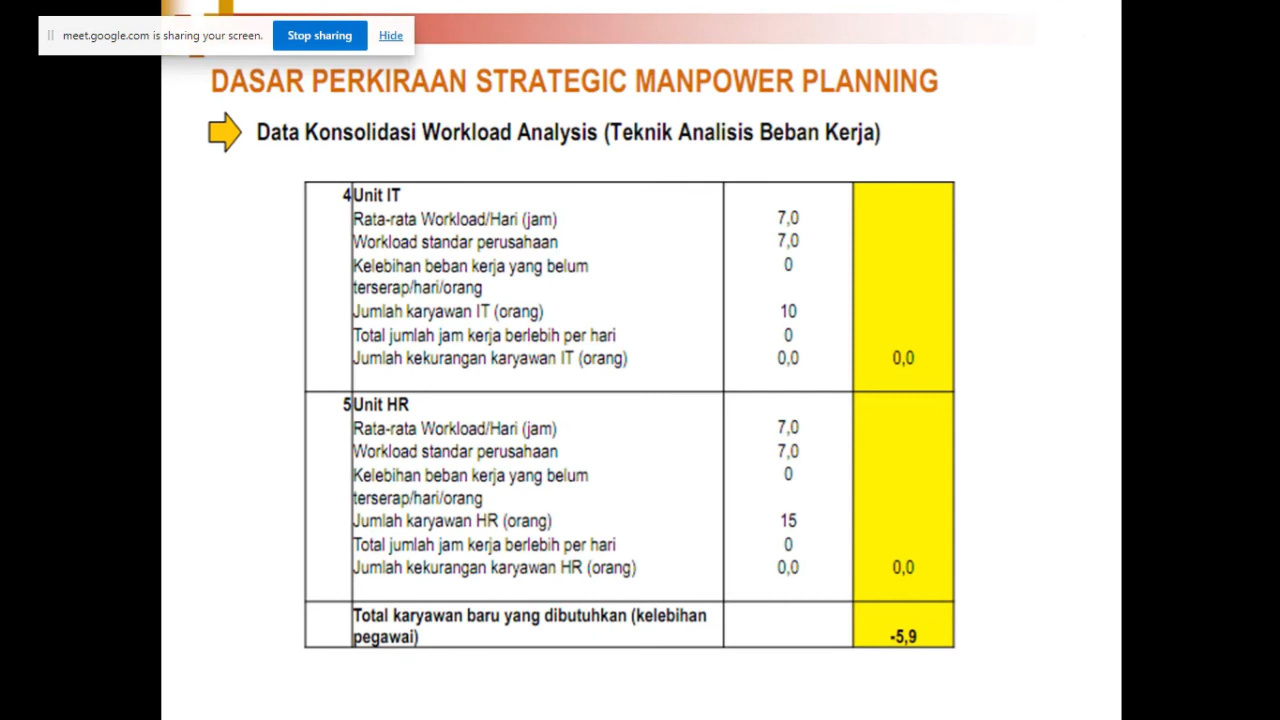 meet.google.com is sharing your screen. Stop sharing Hide
DASAR PERKIRAAN STRATEGIC MANPOWER PLANNING
Data Konsolidasi Workload Analysis (Teknik Analisis Beban Kerja)
4 Unit IT
Rata-rata Workload/Hari (jam) 7,0
Workload standar perusahaan 7,0
Kelebihan beban kerja yang belum 0
terserap/hari/orang
Jumlah karyawan IT (orang) 10
Total jumlah jam kerja berlebih per hari 0
Jumlah kekurangan karyawan IT (orang) 0,0 0,0
5 Unit HR
Rata-rata Workload/Hari (jam) 7,0
Workload standar perusahaan 7,0
Kelebihan beban kerja yang belum 0
terserap/hari/orang
Jumlah karyawan HR (orang) 15
Total jumlah jam kerja berlebih per hari 0
Jumlah kekurangan karyawan HR (orang) 0,0 0,0
Total karyawan baru yang dibutuhkan (kelebihan
pegawai) -5,9